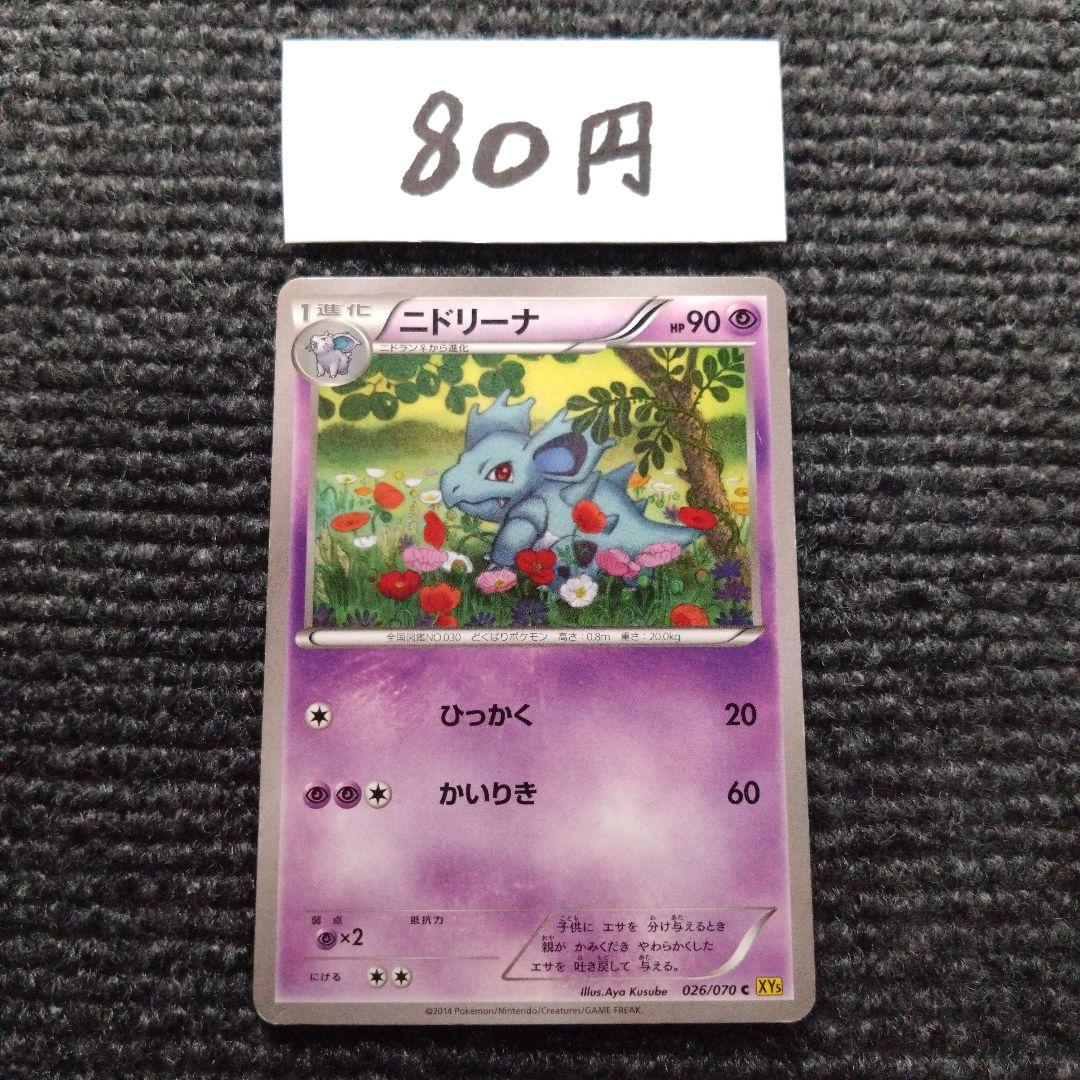 80円
1進化 ニドリーナ HP90
ニドラン♀から進化
全国図鑑NO.030 どくばりポケモン 高さ:0.8m 重さ:20.0kg
ひっかく 20
かいりき 60
弱点 抵抗力
×2
にげる
子供に エサを 分け与えるとき
親が かみくだき やわらかくした
エサを 吐き戻して 与える。
Illus.Aya Kusube 026/070 C XY5
©2014 Pokémon/Nintendo/Creatures/GAME FREAK.